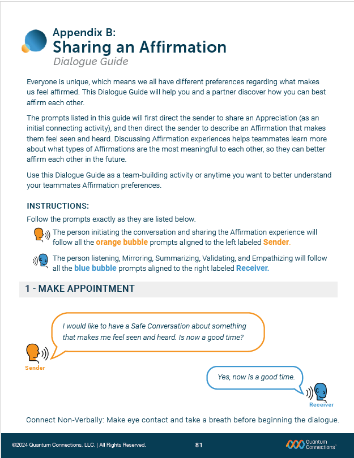 Appendix B:
Sharing an Affirmation
Dialogue Guide
Everyone is unique, which means we all have different preferences regarding what makes
us feel affirmed. This Dialogue Guide will help you and a partner discover how you can best
affirm each other.
The prompts listed in this guide will first direct the sender to share an Appreciation (as an
initial connecting activity), and then direct the sender to describe an Affirmation that makes
them feel seen and heard. Discussing Affirmation experiences helps teammates learn more
about what types of Affirmations are the most meaningful to each other, so they can better
affirm each other in the future.
Use this Dialogue Guide as a team-building activity or anytime you want to better understand
your teammates Affirmation preferences.
INSTRUCTIONS:
Follow the prompts exactly as they are listed below.
The person initiating the conversation and sharing the Affirmation experience will
follow all the orange bubble prompts aligned to the left labeled Sender.
The person listening, Mirroring, Summarizing, Validating, and Empathizing will follow
all the blue bubble prompts aligned to the right labeled Receiver.
1 - MAKE APPOINTMENT
I would like to have a Safe Conversation about something
that makes me feel seen and heard. Is now a good time?
Sender
Yes, now is a good time.
Receiver
Connect Non-Verbally: Make eye contact and take a breath before beginning the dialogue.
©2024 Quantum Connections, LLC. | All Rights Reserved.
81
Quantum
Connections